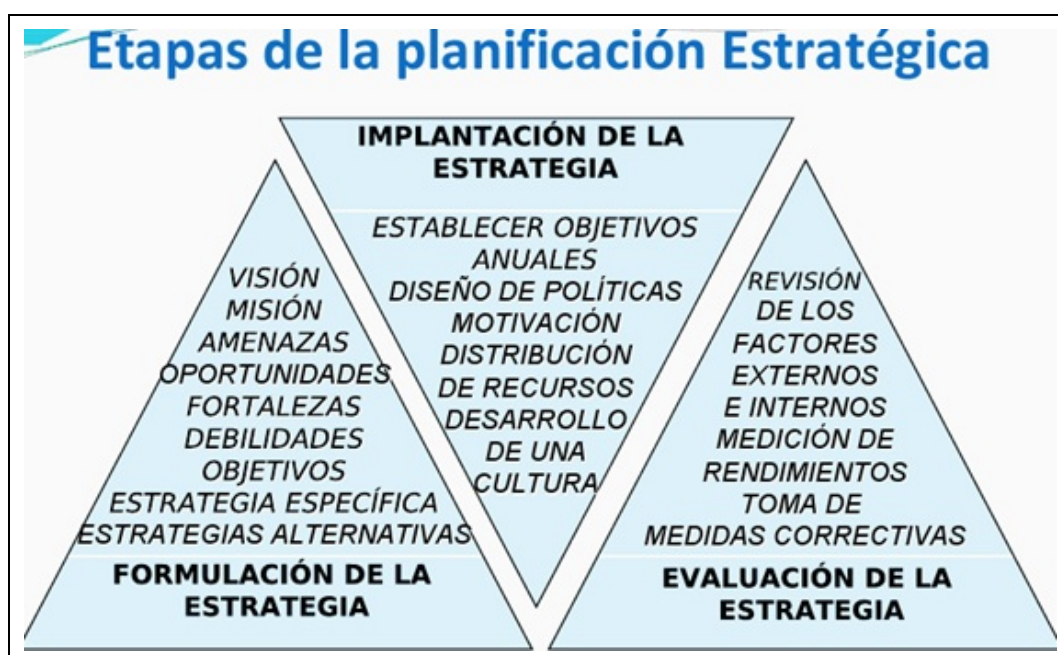 Etapas de la planificación Estratégica
VISIÓN
MISIÓN
AMENAZAS
OPORTUNIDADES
FORTALEZAS
DEBILIDADES
OBJETIVOS
ESTRATEGIA ESPECÍFICA
ESTRATEGIAS ALTERNATIVAS
FORMULACIÓN DE LA
ESTRATEGIA
IMPLANTACIÓN DE LA
ESTRATEGIA
ESTABLECER OBJETIVOS
ANUALES
DISEÑO DE POLÍTICAS
MOTIVACIÓN
DISTRIBUCIÓN
DE RECURSOS
DESARROLLO
DE UNA
CULTURA
REVISIÓN
DE LOS
FACTORES
EXTERNOS
E INTERNOS
MEDICIÓN DE
RENDIMIENTOS
TOMA DE
MEDIDAS CORRECTIVAS
EVALUACIÓN DE LA
ESTRATEGIA